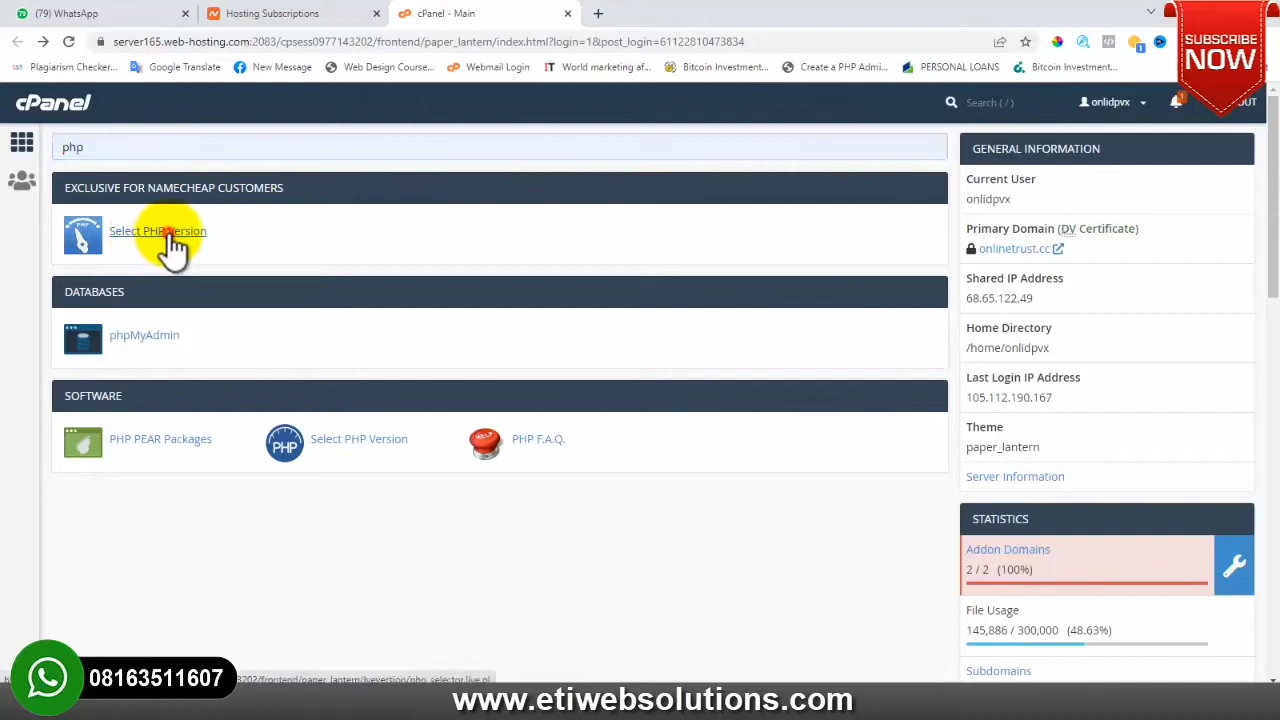 (79) WhatsApp
Hosting Subscriptions
cPanel - Main
server165.web-hosting.com:2083/cpsess0977143202/frontend/paper_lantern/index.html?login=1&post_login=61122810473834
Plagiarism Checker...
Google Translate
New Message
Web Design Course...
Webmail Login
World marketing af...
Bitcoin Investment...
Create a PHP Admi...
PERSONAL LOANS
Bitcoin Investment...
SUBSCRIBE
NOW
cPanel
Search ( / )
onlidpvx
1
OUT
php
EXCLUSIVE FOR NAMECHEAP CUSTOMERS
Select PHP Version
DATABASES
phpMyAdmin
SOFTWARE
PHP PEAR Packages
PHP
Select PHP Version
HELP
PHP F.A.Q.
GENERAL INFORMATION
Current User
onlidpvx
Primary Domain (DV Certificate)
onlinetrust.cc
Shared IP Address
68.65.122.49
Home Directory
/home/onlidpvx
Last Login IP Address
105.112.190.167
Theme
paper_lantern
Server Information
STATISTICS
Addon Domains
2 / 2 (100%)
File Usage
145,886 / 300,000 (48.63%)
Subdomains
08163511607
www.etiwebsolutions.com